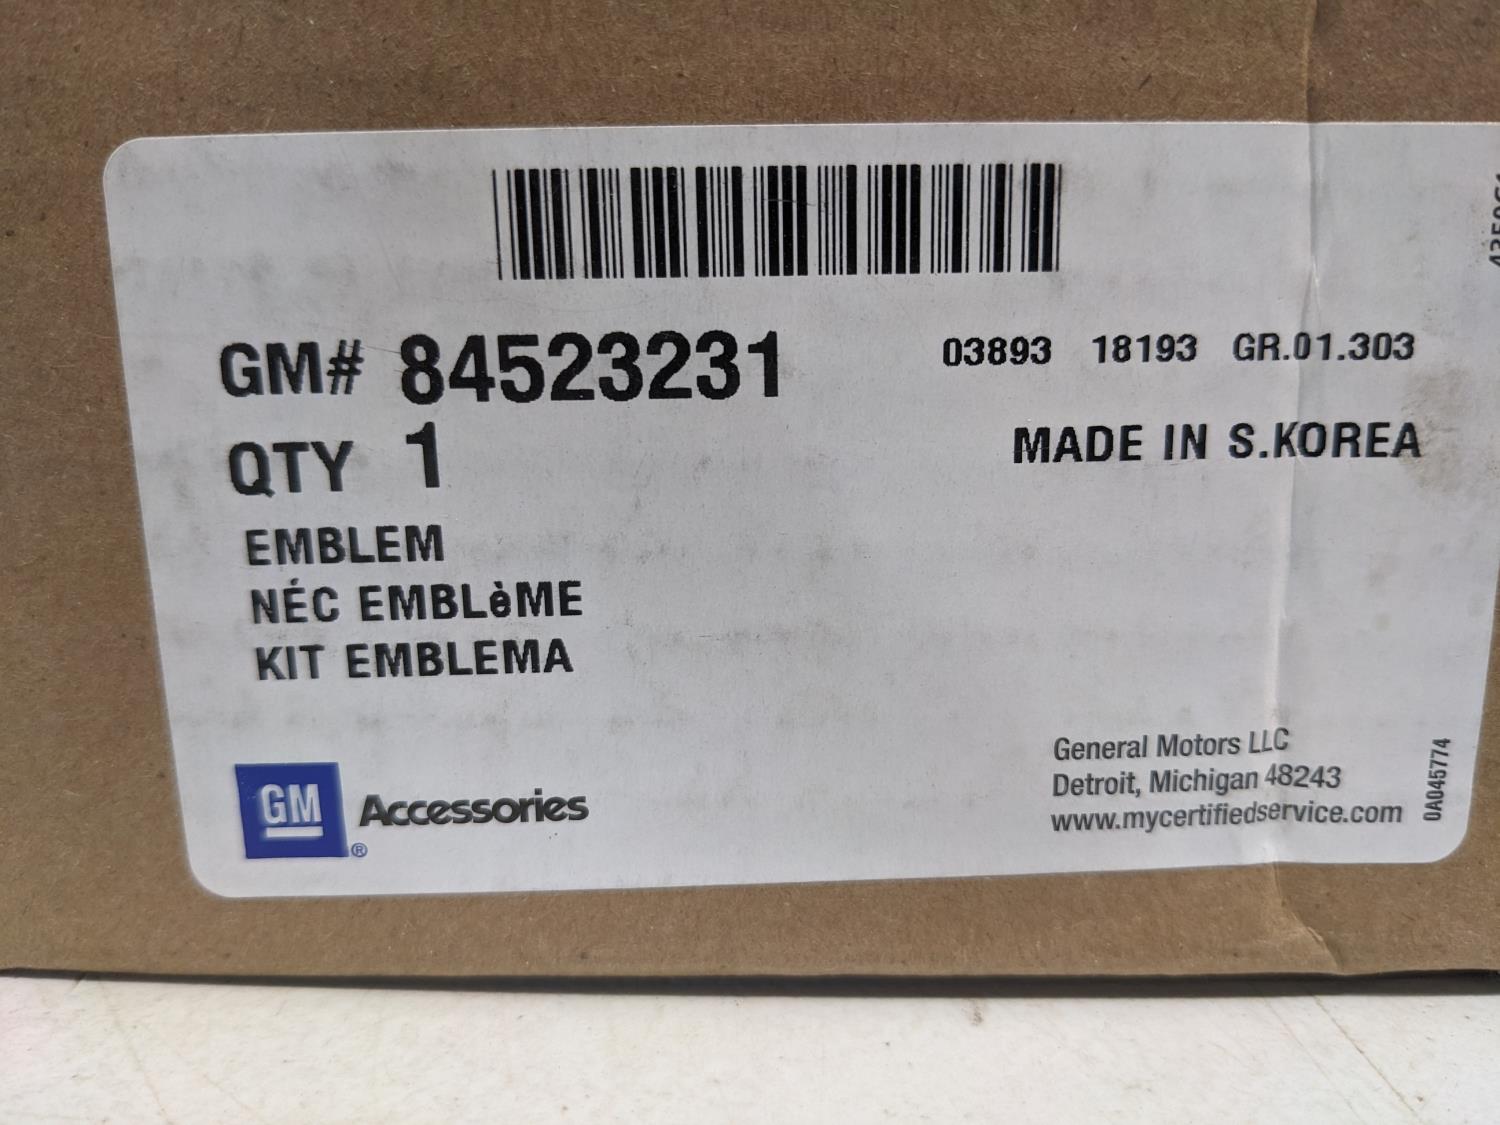 GM# 84523231
03893 18193 GR.01.303
QTY 1
MADE IN S.KOREA
EMBLEM
NÉC EMBLèME
KIT EMBLEMA
GM
®
Accessories
General Motors LLC
Detroit, Michigan 48243
www.mycertifiedservice.com
0A045774